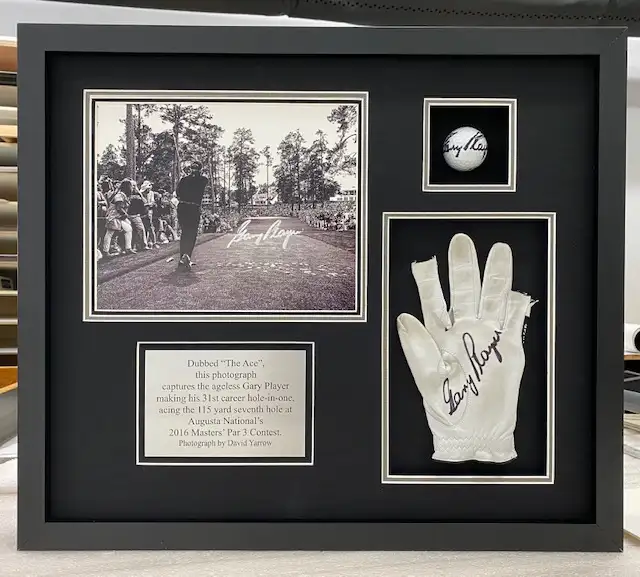 Gary Player
Gary Play
Dubbed "The Ace",
this photograph
captures the ageless Gary Player
making his 31st career hole-in-one,
acing the 115 yard seventh hole at
Augusta National's
2016 Masters' Par 3 Contest.
Photograph by David Yarrow
Gary Player